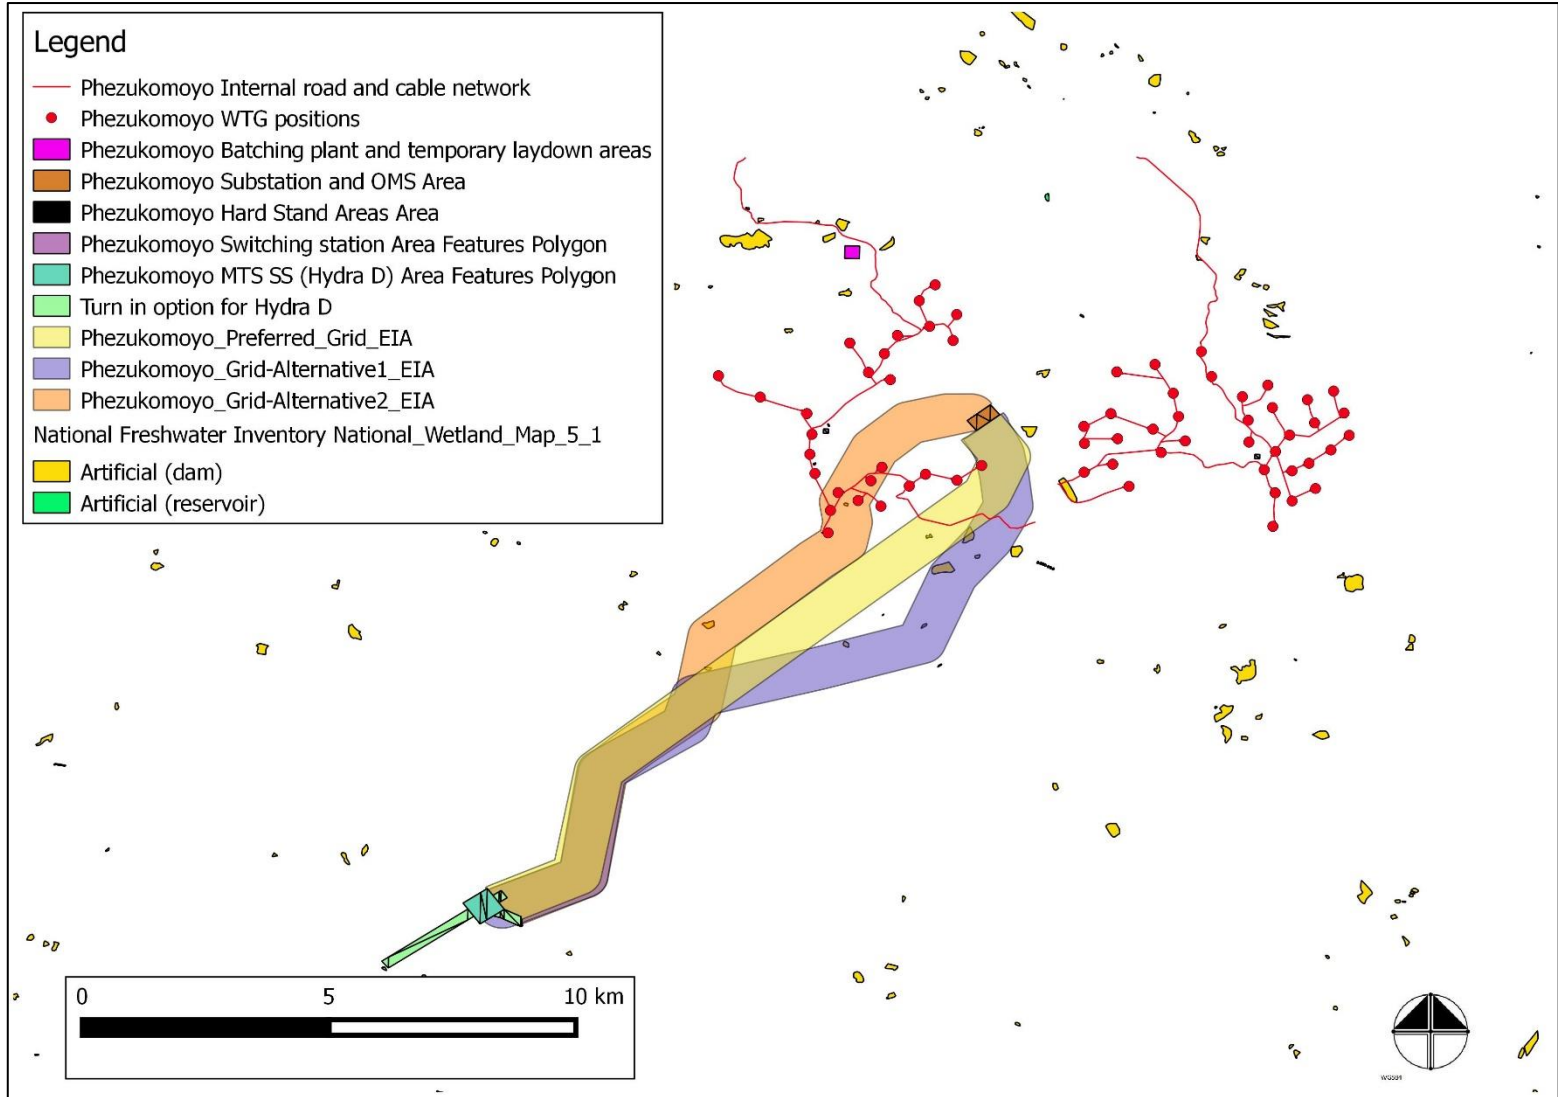 Legend
Phezukomoyo Internal road and cable network
Phezukomoyo WTG positions
Phezukomoyo Batching plant and temporary laydown areas
Phezukomoyo Substation and OMS Area
Phezukomoyo Hard Stand Areas Area
Phezukomoyo Switching station Area Features Polygon
Phezukomoyo MTS SS (Hydra D) Area Features Polygon
Turn in option for Hydra D
Phezukomoyo_Preferred_Grid_EIA
Phezukomoyo_Grid-Alternative1_EIA
Phezukomoyo_Grid-Alternative2_EIA
National Freshwater Inventory National_Wetland_Map_5_1
Artificial (dam)
Artificial (reservoir)
0 5 10 km